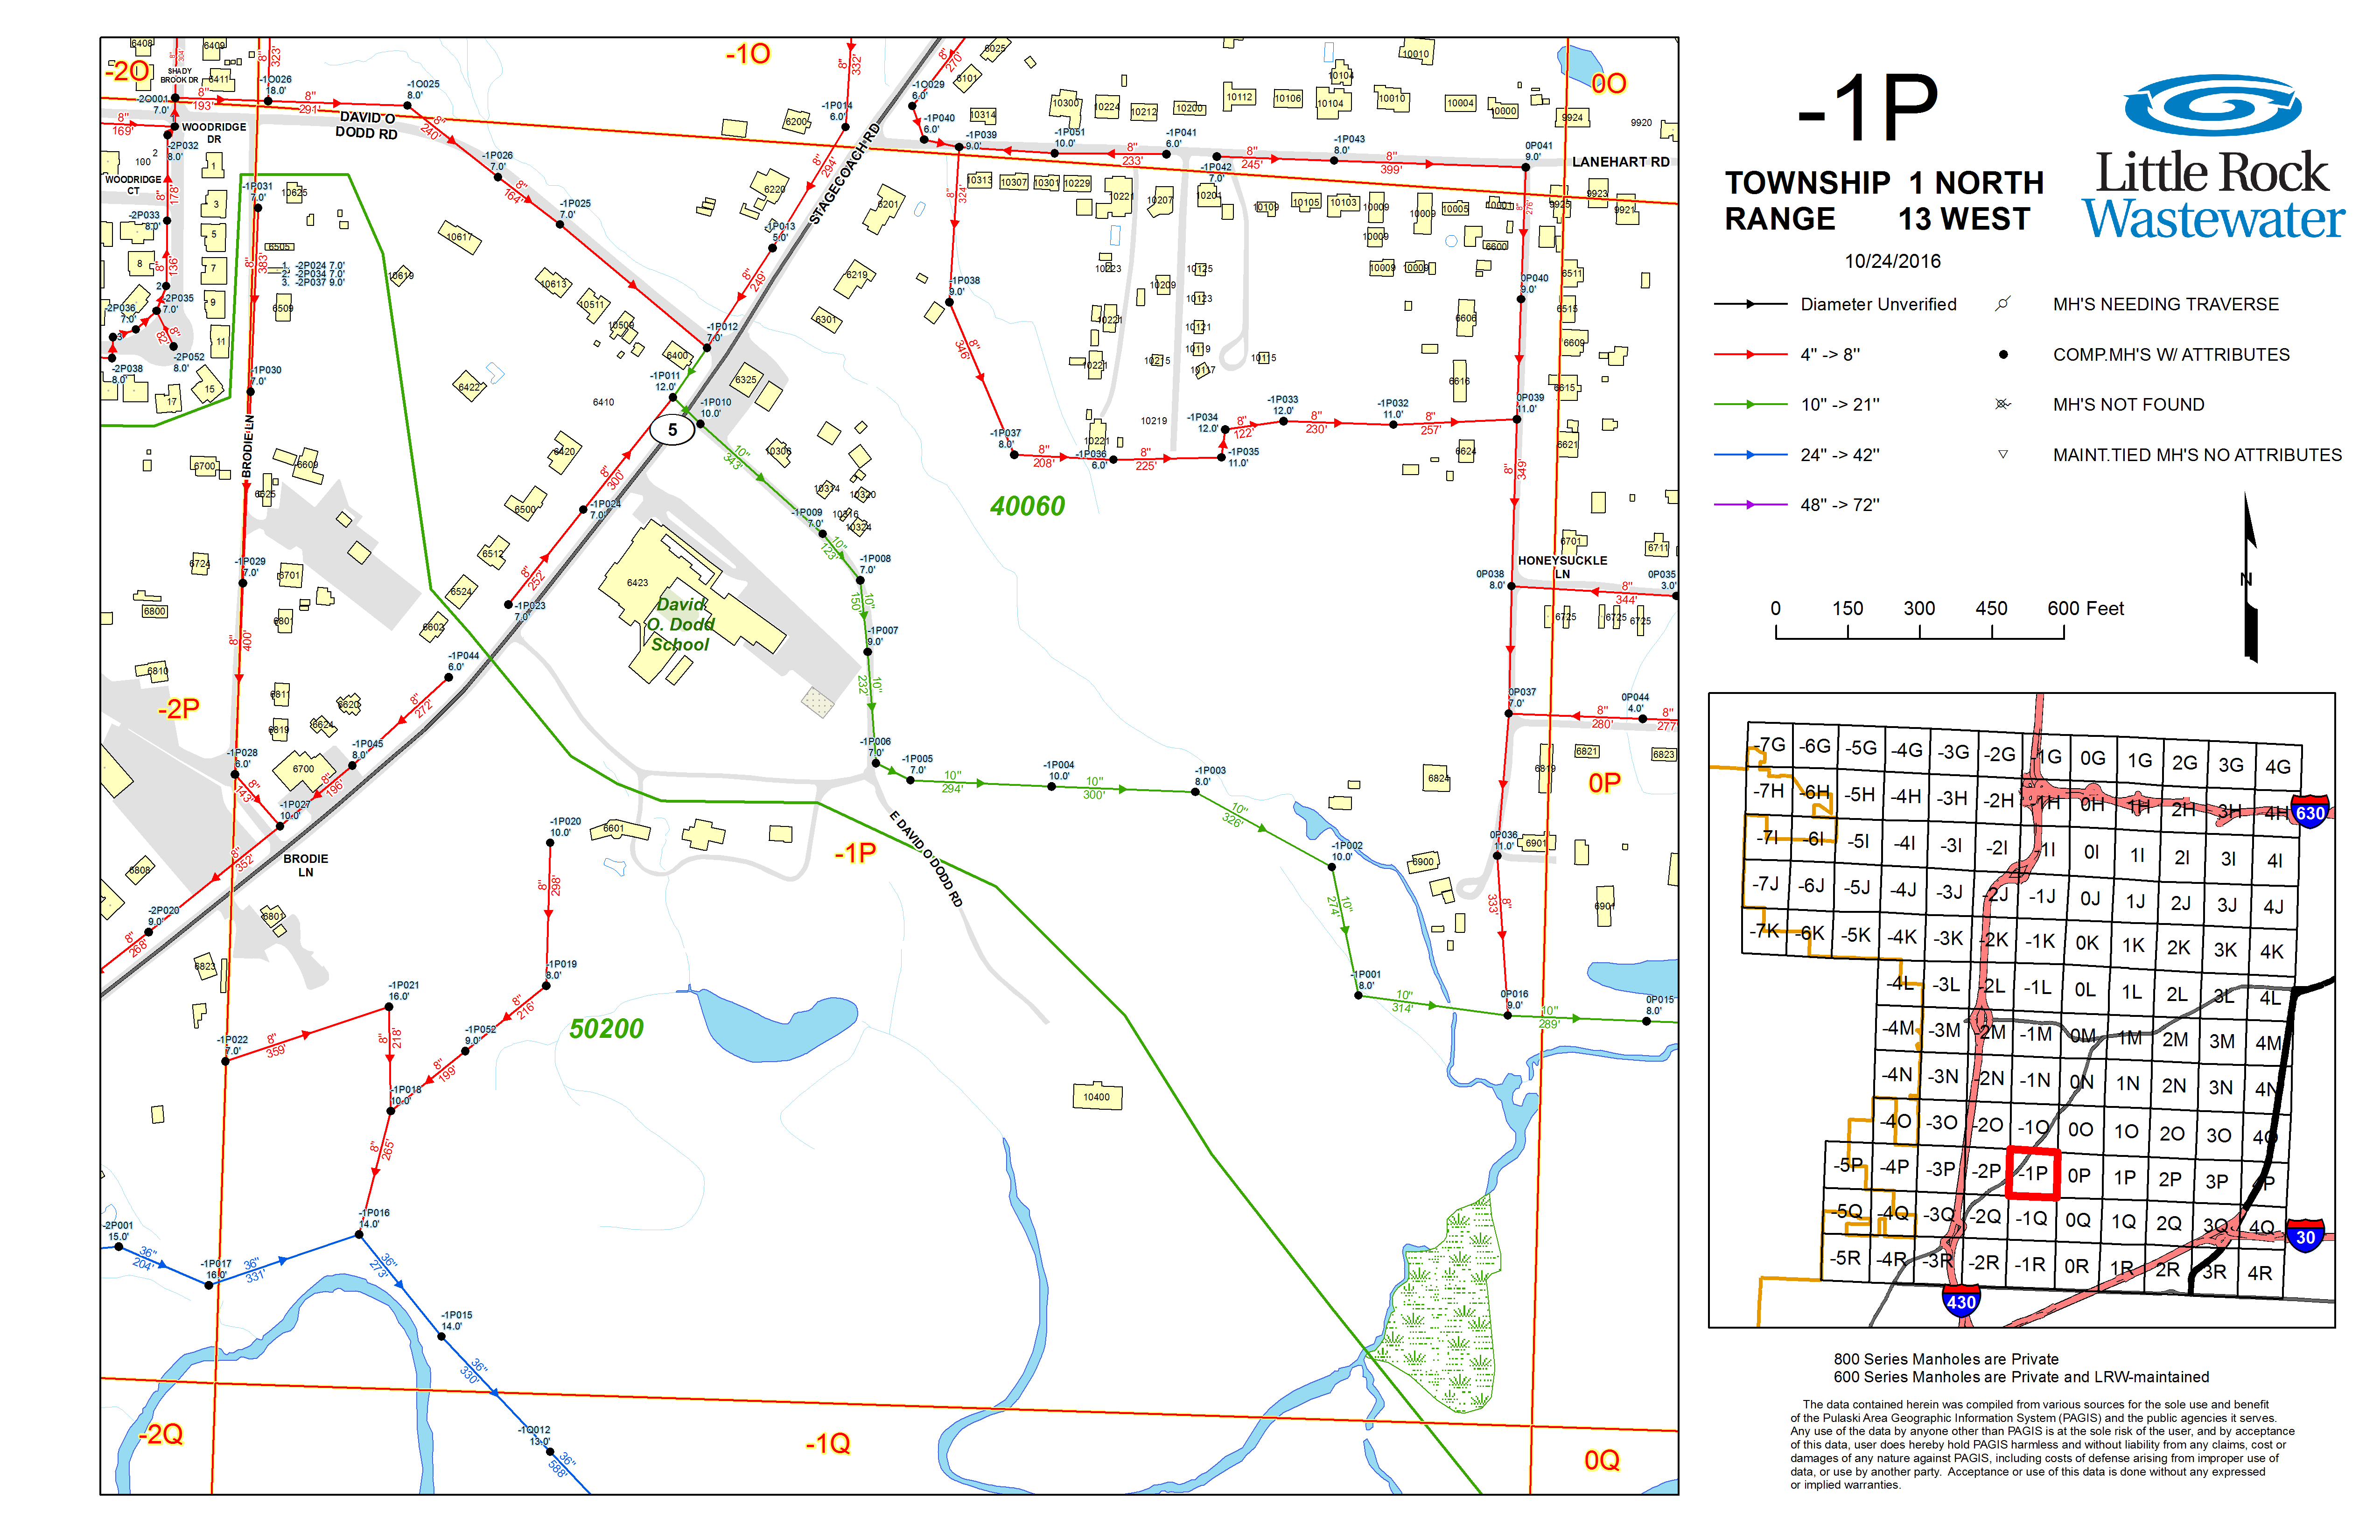 -1P
Little Rock
Wastewater
TOWNSHIP 1 NORTH
RANGE 13 WEST
10/24/2016
Diameter Unverified
MH'S NEEDING TRAVERSE
4" -> 8"
COMP.MH'S W/ ATTRIBUTES
10" -> 21"
MH'S NOT FOUND
24" -> 42"
MAINT.TIED MH'S NO ATTRIBUTES
48" -> 72"
N
0 150 300 450 600 Feet
-2O
-1O
0O
-2P
-1P
0P
-2Q
-1Q
0Q
40060
50200
SHADY
BROOK DR
WOODRIDGE
DR
WOODRIDGE
CT
DAVID O
DODD RD
STAGECOACH RD
LANEHART RD
BRODIE LN
HONEYSUCKLE
LN
BRODIE
LN
E DAVID O DODD RD
David
O. Dodd
School
5
6408
6409
6411
-2O001
7.0'
-1O026
18.0'
-1O025
8.0'
8"
193'
8"
291'
8"
323'
8"
169'
8"
240'
-2P032
8.0'
8"
178'
-2P033
8.0'
8"
136'
-2P035
7.0'
-2P036
7.0'
-2P052
8.0'
-2P038
8.0'
1. -2P024 7.0'
2. -2P034 7.0'
3. -2P037 9.0'
-1P031
7.0'
8"
383'
-1P030
7.0'
-1P029
7.0'
8"
400'
-1P028
6.0'
8"
143'
-1P027
10.0'
8"
352'
-2P020
9.0'
8"
268'
-1P026
7.0'
8"
164'
-1P025
7.0'
-1P014
6.0'
8"
332'
8"
294'
-1P013
5.0'
8"
249'
-1P012
7.0'
-1P011
12.0'
-1P010
10.0'
10"
343'
-1P009
7.0'
10"
123'
-1P008
7.0'
10"
150'
-1P007
9.0'
10"
232'
-1P006
7.0'
-1P005
7.0'
10"
294'
-1P004
10.0'
10"
300'
-1P003
8.0'
10"
326'
-1P002
10.0'
10"
274'
-1P001
8.0'
10"
314'
0P016
9.0'
10"
289'
0P015
8.0'
-1P024
7.0'
8"
300'
8"
252'
-1P023
7.0'
-1P044
6.0'
8"
272'
-1P045
8.0'
8"
196'
-1O029
6.0'
8"
270'
-1P040
6.0'
-1P039
9.0'
-1P051
10.0'
-1P041
6.0'
8"
233'
-1P042
7.0'
8"
245'
-1P043
8.0'
8"
399'
0P041
9.0'
8"
276'
0P040
9.0'
0P039
11.0'
8"
349'
0P038
8.0'
0P035
3.0'
8"
344'
0P037
7.0'
0P044
4.0'
8"
280'
8"
277'
0P036
11.0'
8"
333'
8"
324'
-1P038
9.0'
8"
346'
-1P037
8.0'
8"
208'
-1P036
6.0'
8"
225'
-1P035
11.0'
-1P034
12.0'
8"
122'
-1P033
12.0'
8"
230'
-1P032
11.0'
8"
257'
-1P020
10.0'
8"
298'
-1P019
8.0'
8"
216'
-1P052
9.0'
8"
199'
-1P021
16.0'
8"
218'
-1P022
7.0'
8"
359'
-1P018
10.0'
8"
265'
-1P016
14.0'
-2P001
15.0'
36"
204'
-1P017
16.0'
36"
331'
36"
273'
-1P015
14.0'
36"
330'
-1Q012
13.0'
36"
588'
6025
6101
6200
6220
6201
6219
6301
6325
6400
6410
6420
6422
6423
6500
6512
6524
6602
6601
10617
10619
10613
10511
10509
10625
6505
6509
6700
6609
6625
6724
6701
6800
6801
6810
6811
6819
6620
6624
6700
6808
6801
6823
10300
10314
10224
10212
10200
10112
10106
10104
10104
10010
10010
10004
10000
9924
9920
9923
9925
9921
10313
10307
10301
10229
10221
10207
10201
10109
10105
10103
10009
10009
10005
10001
10009
10009
10009
6600
6511
6515
6606
6609
6616
6615
6621
6624
10223
10125
10209
10123
10221
10121
10119
10215
10117
10115
10221
10219
10221
10306
10314
10320
10316
10324
6701
6711
6725
6725
6725
6821
6823
6819
6824
6900
6901
6901
10400
100
2
1
3
5
7
8
9
11
15
17
-7G -6G -5G -4G -3G -2G -1G 0G 1G 2G 3G 4G
-7H -6H -5H -4H -3H -2H -1H 0H 1H 2H 3H 4H
-7I -6I -5I -4I -3I -2I -1I 0I 1I 2I 3I 4I
-7J -6J -5J -4J -3J -2J -1J 0J 1J 2J 3J 4J
-7K -6K -5K -4K -3K -2K -1K 0K 1K 2K 3K 4K
-4L -3L -2L -1L 0L 1L 2L 3L 4L
-4M -3M -2M -1M 0M 1M 2M 3M 4M
-4N -3N -2N -1N 0N 1N 2N 3N 4N
-4O -3O -2O -1O 0O 1O 2O 3O 4O
-5P -4P -3P -2P -1P 0P 1P 2P 3P 4P
-5Q -4Q -3Q -2Q -1Q 0Q 1Q 2Q 3Q 4Q
-5R -4R -3R -2R -1R 0R 1R 2R 3R 4R
630
30
430
800 Series Manholes are Private
600 Series Manholes are Private and LRW-maintained
The data contained herein was compiled from various sources for the sole use and benefit
of the Pulaski Area Geographic Information System (PAGIS) and the public agencies it serves.
Any use of the data by anyone other than PAGIS is at the sole risk of the user, and by acceptance
of this data, user does hereby hold PAGIS harmless and without liability from any claims, cost or
damages of any nature against PAGIS, including costs of defense arising from improper use of
data, or use by another party. Acceptance or use of this data is done without any expressed
or implied warranties.